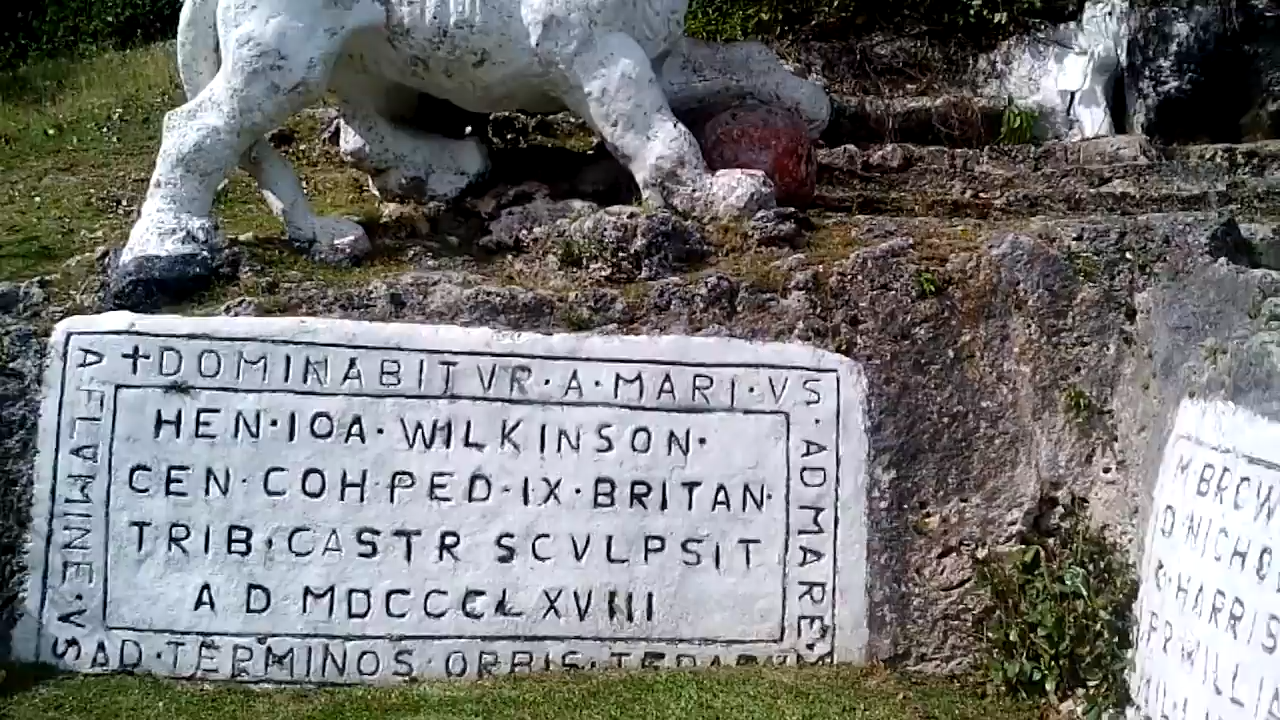 ✝DOMINABITVR·A·MARI·VS·AD MARE·
A FLVMINE·VS
AD·TERMINOS·ORBIS·TERARVM
HEN·IOA·WILKINSON·
CEN·COH·PED·IX·BRITAN·
TRIB·CASTR SCVLPSIT
A D MDCCCLXVIII
M·BROW
D·NICHO
HARRIS
WILLI